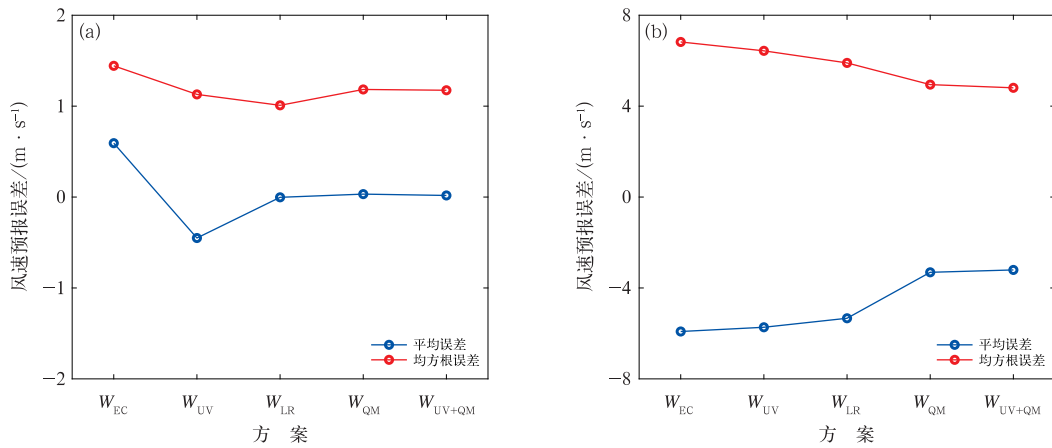 (a)
风速预报误差/(m · s⁻¹)
2
1
0
−1
−2
平均误差
均方根误差
W_EC W_UV W_LR W_QM W_UV+QM
方 案
(b)
风速预报误差/(m · s⁻¹)
8
4
0
−4
−8
平均误差
均方根误差
W_EC W_UV W_LR W_QM W_UV+QM
方 案